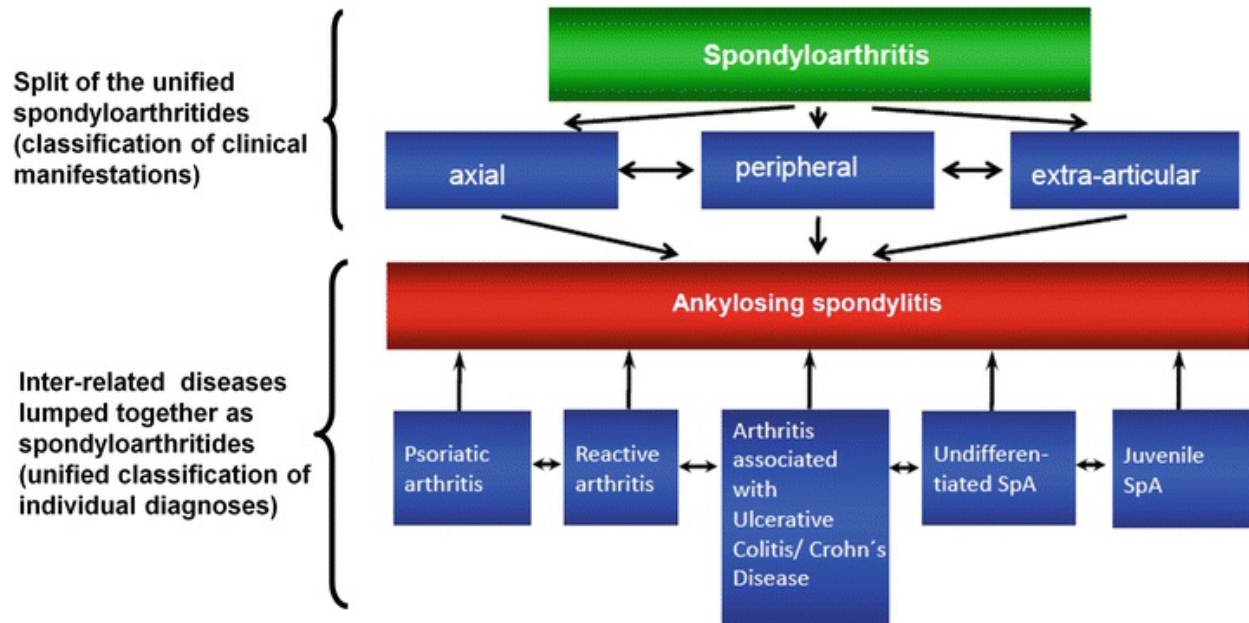 Split of the unified
spondyloarthritides
(classification of clinical
manifestations)
Spondyloarthritis
axial
peripheral
extra-articular
Inter-related diseases
lumped together as
spondyloarthritides
(unified classification of
individual diagnoses)
Ankylosing spondylitis
Psoriatic
arthritis
Reactive
arthritis
Arthritis
associated
with
Ulcerative
Colitis/ Crohn´s
Disease
Undifferen-
tiated SpA
Juvenile
SpA